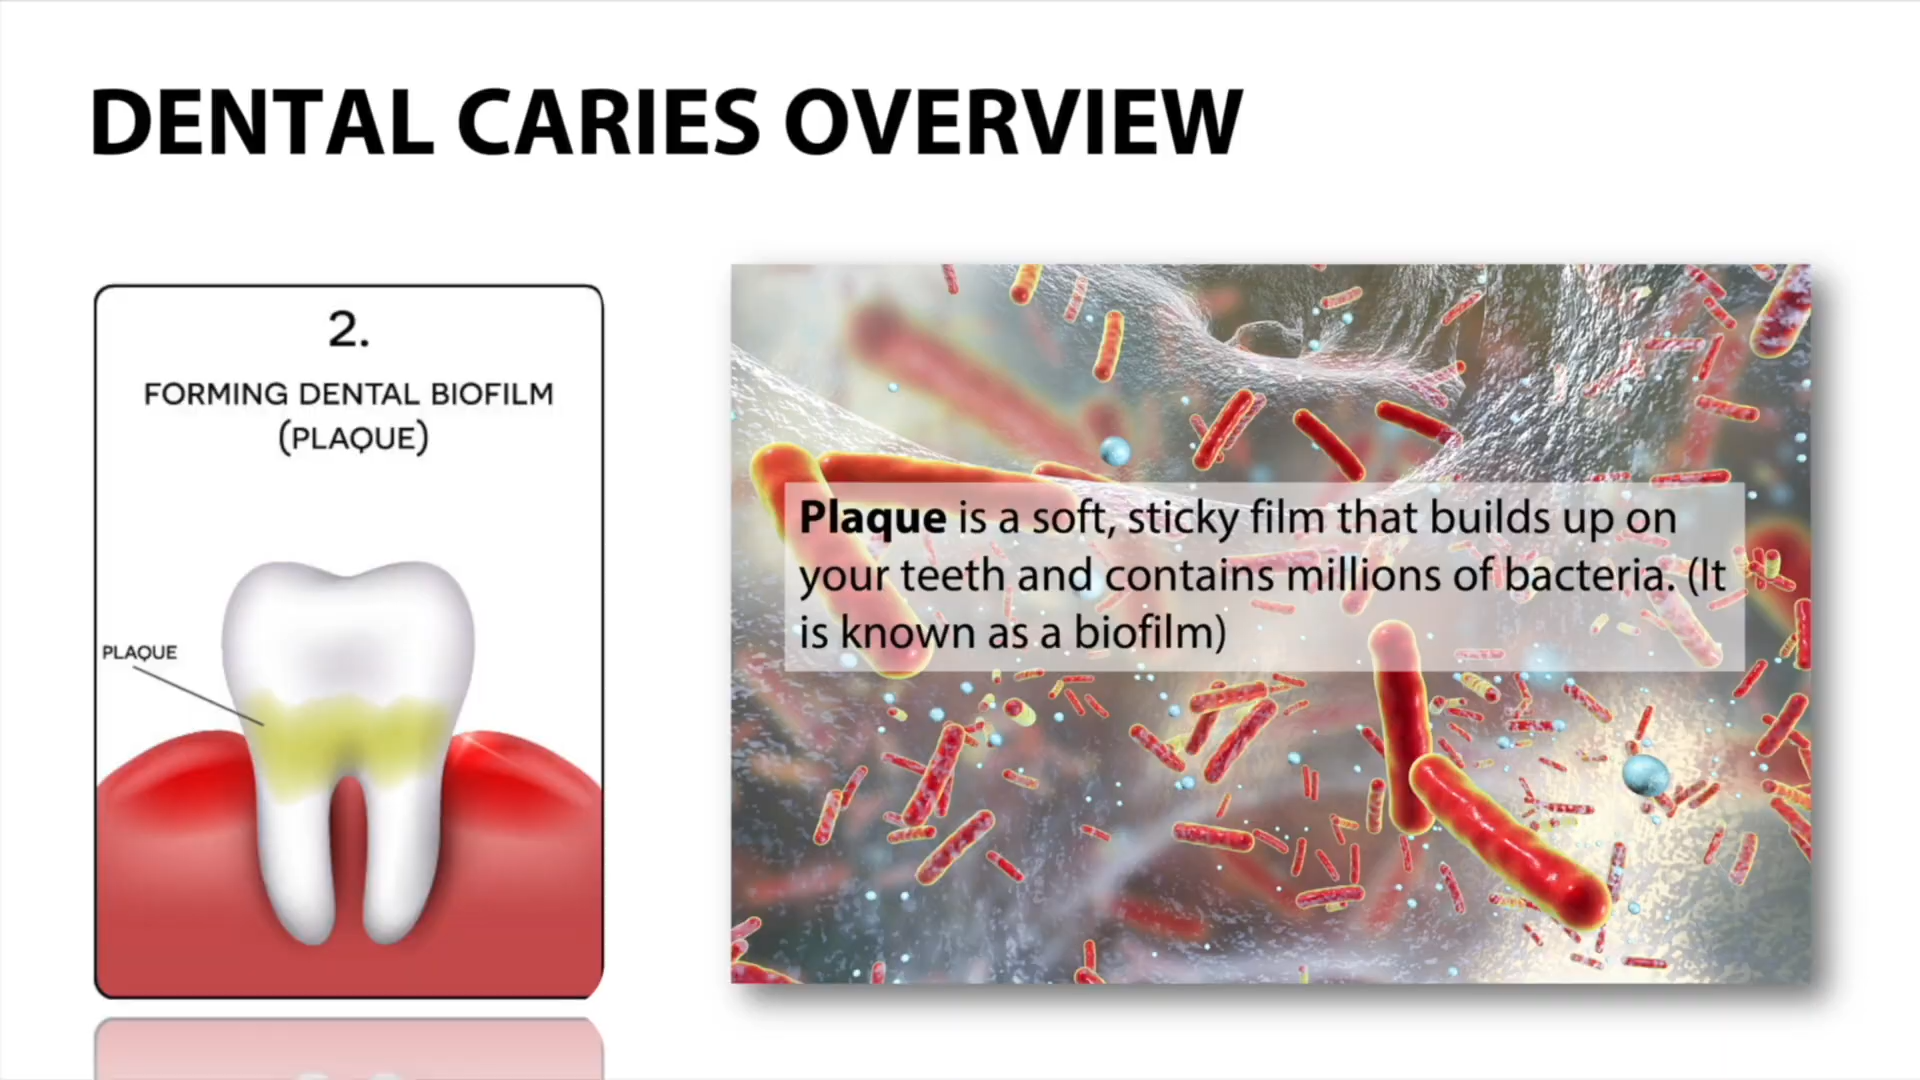 DENTAL CARIES OVERVIEW
2.
FORMING DENTAL BIOFILM
(PLAQUE)
PLAQUE
Plaque is a soft, sticky film that builds up on
your teeth and contains millions of bacteria. (It
is known as a biofilm)